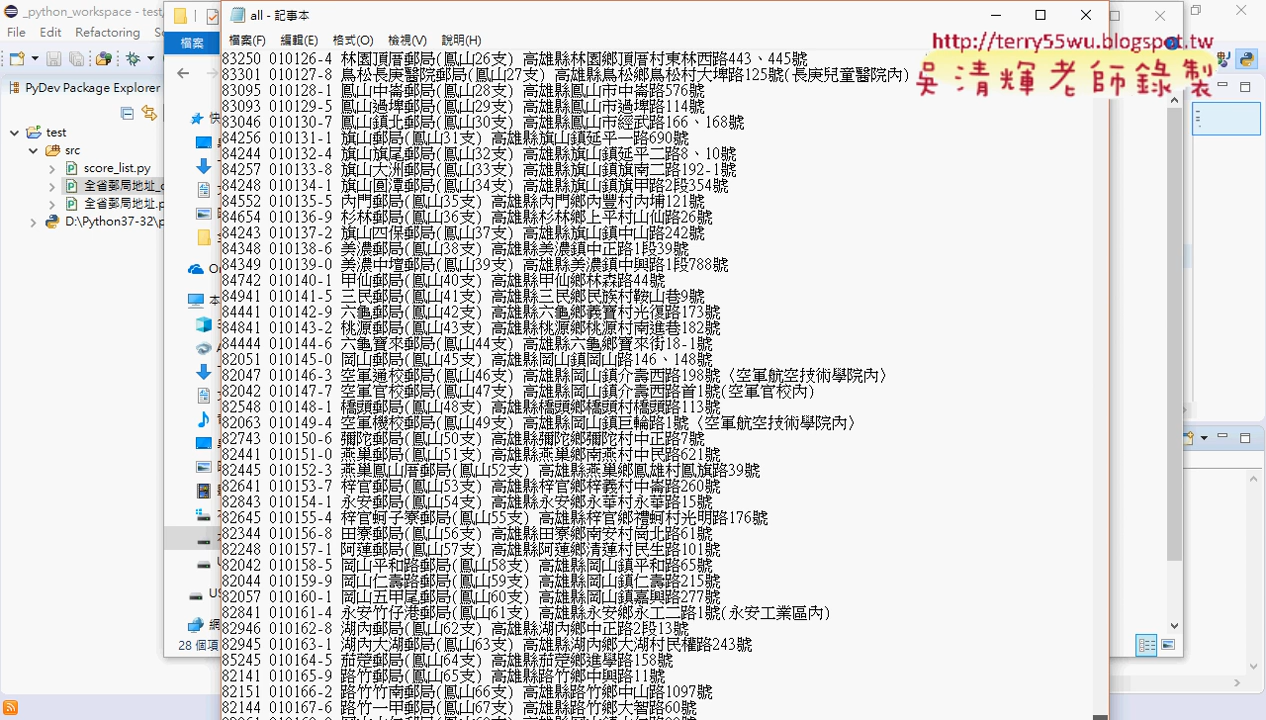 _python_workspace - test/
File Edit Refactoring
PyDev Package Explorer
test
src
score_list.py
全省郵局地址_
全省郵局地址.p
D:\Python37-32\p
檔案
28 個項
all - 記事本
檔案(F) 編輯(E) 格式(O) 檢視(V) 說明(H)
http://terry55wu.blogspot.tw
吳清輝老師錄製
83250 010126-4 林園頂厝郵局(鳳山26支) 高雄縣林園鄉頂厝村東林西路443、445號
83301 010127-8 鳥松長庚醫院郵局(鳳山27支) 高雄縣鳥松鄉鳥松村大埤路125號(長庚兒童醫院內)
83095 010128-1 鳳山中崙郵局(鳳山28支) 高雄縣鳳山市中崙路576號
83093 010129-5 鳳山過埤郵局(鳳山29支) 高雄縣鳳山市過埤路114號
83046 010130-7 鳳山鎮北郵局(鳳山30支) 高雄縣鳳山市經武路166、168號
84256 010131-1 旗山郵局(鳳山31支) 高雄縣旗山鎮延平一路690號
84244 010132-4 旗山旗尾郵局(鳳山32支) 高雄縣旗山鎮延平二路8、10號
84257 010133-8 旗山大洲郵局(鳳山33支) 高雄縣旗山鎮旗南二路192-1號
84248 010134-1 旗山圓潭郵局(鳳山34支) 高雄縣旗山鎮旗甲路2段354號
84552 010135-5 內門郵局(鳳山35支) 高雄縣內門鄉內豐村內埔121號
84654 010136-9 杉林郵局(鳳山36支) 高雄縣杉林鄉上平村山仙路26號
84243 010137-2 旗山四保郵局(鳳山37支) 高雄縣旗山鎮中山路242號
84348 010138-6 美濃郵局(鳳山38支) 高雄縣美濃鎮中正路1段39號
84349 010139-0 美濃中壇郵局(鳳山39支) 高雄縣美濃鎮中興路1段788號
84742 010140-1 甲仙郵局(鳳山40支) 高雄縣甲仙鄉林森路44號
84941 010141-5 三民郵局(鳳山41支) 高雄縣三民鄉民族村鞍山巷9號
84441 010142-9 六龜郵局(鳳山42支) 高雄縣六龜鄉義寶村光復路173號
84841 010143-2 桃源郵局(鳳山43支) 高雄縣桃源鄉桃源村南進巷182號
84444 010144-6 六龜寶來郵局(鳳山44支) 高雄縣六龜鄉寶來街18-1號
82051 010145-0 岡山郵局(鳳山45支) 高雄縣岡山鎮岡山路146、148號
82047 010146-3 空軍通校郵局(鳳山46支) 高雄縣岡山鎮介壽西路198號〈空軍航空技術學院內〉
82042 010147-7 空軍官校郵局(鳳山47支) 高雄縣岡山鎮介壽西路首1號(空軍官校內)
82548 010148-1 橋頭郵局(鳳山48支) 高雄縣橋頭鄉橋頭村橋頭路113號
82063 010149-4 空軍機校郵局(鳳山49支) 高雄縣岡山鎮巨輪路1號〈空軍航空技術學院內〉
82743 010150-6 彌陀郵局(鳳山50支) 高雄縣彌陀鄉彌陀村中正路7號
82441 010151-0 燕巢郵局(鳳山51支) 高雄縣燕巢鄉南燕村中民路621號
82445 010152-3 燕巢鳳山厝郵局(鳳山52支) 高雄縣燕巢鄉鳳雄村鳳旗路39號
82641 010153-7 梓官郵局(鳳山53支) 高雄縣梓官鄉梓義村中崙路260號
82843 010154-1 永安郵局(鳳山54支) 高雄縣永安鄉永華村永華路15號
82645 010155-4 梓官蚵子寮郵局(鳳山55支) 高雄縣梓官鄉禮蚵村光明路176號
82344 010156-8 田寮郵局(鳳山56支) 高雄縣田寮鄉南安村崗北路61號
82248 010157-1 阿蓮郵局(鳳山57支) 高雄縣阿蓮鄉清蓮村民生路101號
82042 010158-5 岡山平和路郵局(鳳山58支) 高雄縣岡山鎮平和路65號
82044 010159-9 岡山仁壽路郵局(鳳山59支) 高雄縣岡山鎮仁壽路215號
82057 010160-1 岡山五甲尾郵局(鳳山60支) 高雄縣岡山鎮嘉興路277號
82841 010161-4 永安竹仔港郵局(鳳山61支) 高雄縣永安鄉永工二路1號(永安工業區內)
82946 010162-8 湖內郵局(鳳山62支) 高雄縣湖內鄉中正路2段13號
82945 010163-1 湖內大湖郵局(鳳山63支) 高雄縣湖內鄉大湖村民權路243號
85245 010164-5 茄萣郵局(鳳山64支) 高雄縣茄萣鄉進學路158號
82141 010165-9 路竹郵局(鳳山65支) 高雄縣路竹鄉中興路11號
82151 010166-2 路竹竹南郵局(鳳山66支) 高雄縣路竹鄉中山路1097號
82144 010167-6 路竹一甲郵局(鳳山67支) 高雄縣路竹鄉大智路60號